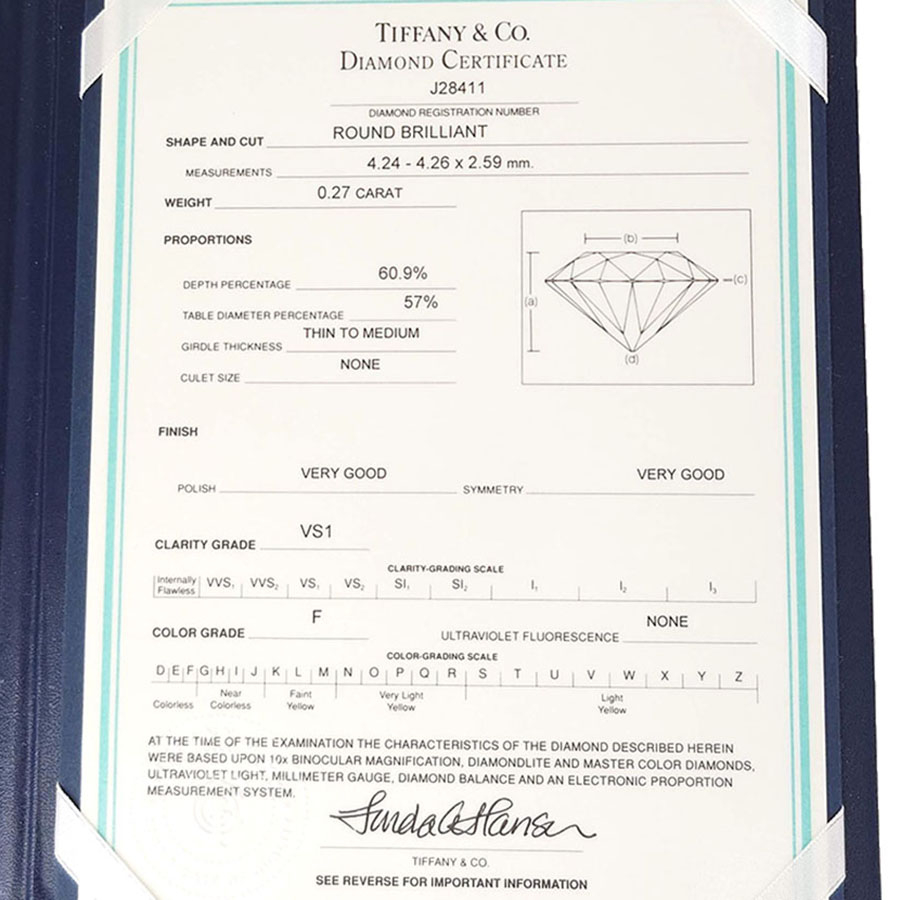 TIFFANY & CO.
DIAMOND CERTIFICATE
J28411
DIAMOND REGISTRATION NUMBER
SHAPE AND CUT ROUND BRILLIANT
MEASUREMENTS 4.24 - 4.26 x 2.59 mm.
WEIGHT 0.27 CARAT
PROPORTIONS
DEPTH PERCENTAGE 60.9%
TABLE DIAMETER PERCENTAGE 57%
GIRDLE THICKNESS THIN TO MEDIUM
CULET SIZE NONE
(b)
(c)
(a)
(d)
FINISH
POLISH VERY GOOD SYMMETRY VERY GOOD
CLARITY GRADE VS1
CLARITY-GRADING SCALE
Internally Flawless VVS₁ VVS₂ VS₁ VS₂ SI₁ SI₂ I₁ I₂ I₃
COLOR GRADE F ULTRAVIOLET FLUORESCENCE NONE
COLOR-GRADING SCALE
D E F G H I J K L M N O P Q R S T U V W X Y Z
Colorless Near Colorless Faint Yellow Very Light Yellow Light Yellow
AT THE TIME OF THE EXAMINATION THE CHARACTERISTICS OF THE DIAMOND DESCRIBED HEREIN
WERE BASED UPON 10x BINOCULAR MAGNIFICATION, DIAMONDLITE AND MASTER COLOR DIAMONDS,
ULTRAVIOLET LIGHT, MILLIMETER GAUGE, DIAMOND BALANCE AND AN ELECTRONIC PROPORTION
MEASUREMENT SYSTEM.
TIFFANY & CO.
SEE REVERSE FOR IMPORTANT INFORMATION